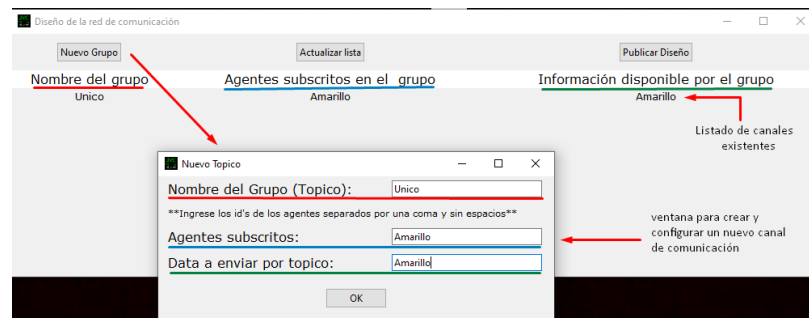 Diseño de la red de comunicación
Nuevo Grupo Actualizar lista Publicar Diseño
Nombre del grupo Agentes subscritos en el grupo Información disponible por el grupo
Unico Amarillo Amarillo
Listado de canales
existentes
Nuevo Topico
Nombre del Grupo (Topico): Unico
**Ingrese los id's de los agentes separados por una coma y sin espacios**
Agentes subscritos: Amarillo
Data a enviar por topico: Amarillo
OK
ventana para crear y
configurar un nuevo canal
de comunicación